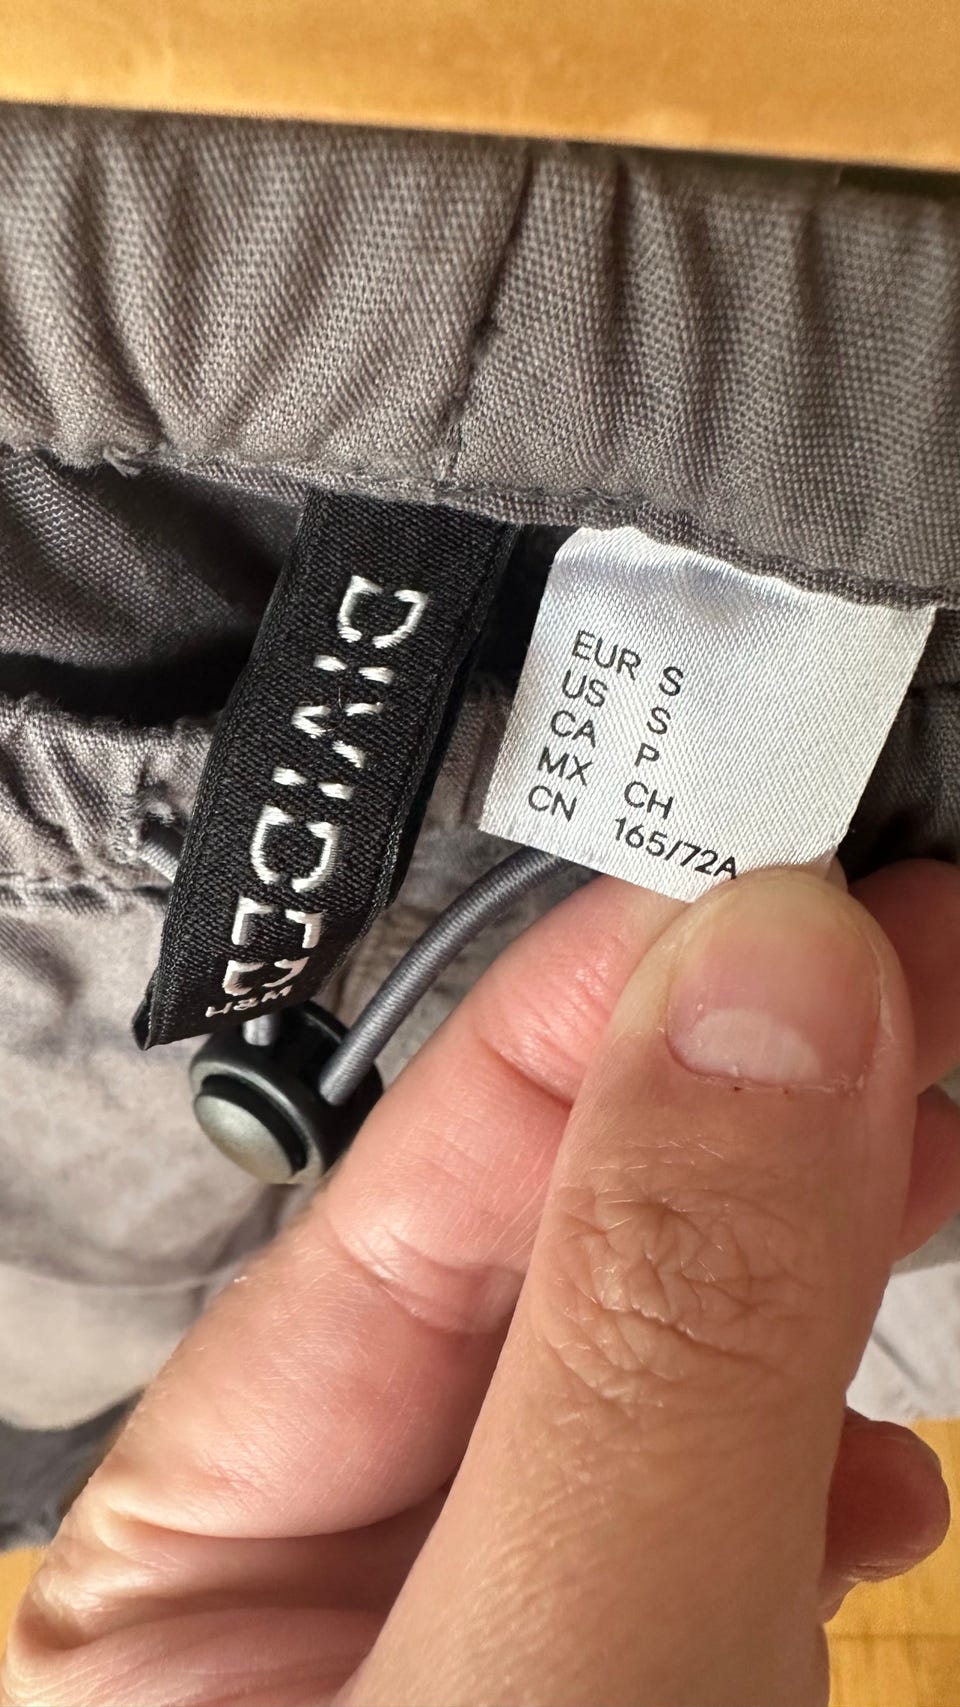 DIVIDED
H&M
EUR S
US S
CA P
MX CH
CN 165/72A